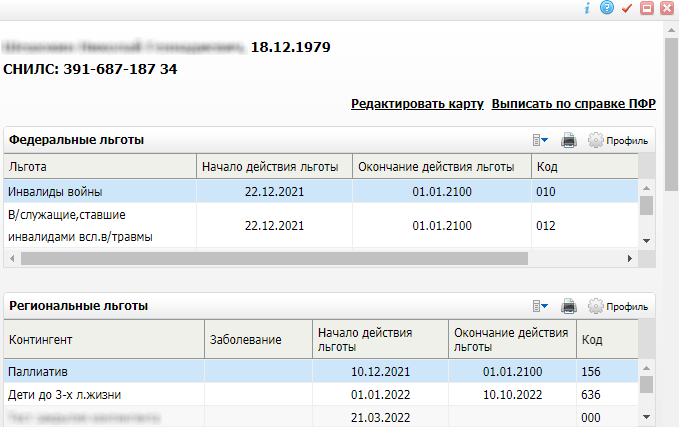 18.12.1979
СНИЛС: 391-687-187 34
Редактировать карту Выписать по справке ПФР
Федеральные льготы Профиль
Льгота Начало действия льготы Окончание действия льготы Код
Инвалиды войны 22.12.2021 01.01.2100 010
В/служащие,ставшие
инвалидами всл.в/травмы 22.12.2021 01.01.2100 012
Региональные льготы Профиль
Контингент Заболевание Начало действия льготы Окончание действия льготы Код
Паллиатив 10.12.2021 01.01.2100 156
Дети до 3-х л.жизни 01.01.2022 10.10.2022 636
21.03.2022 000